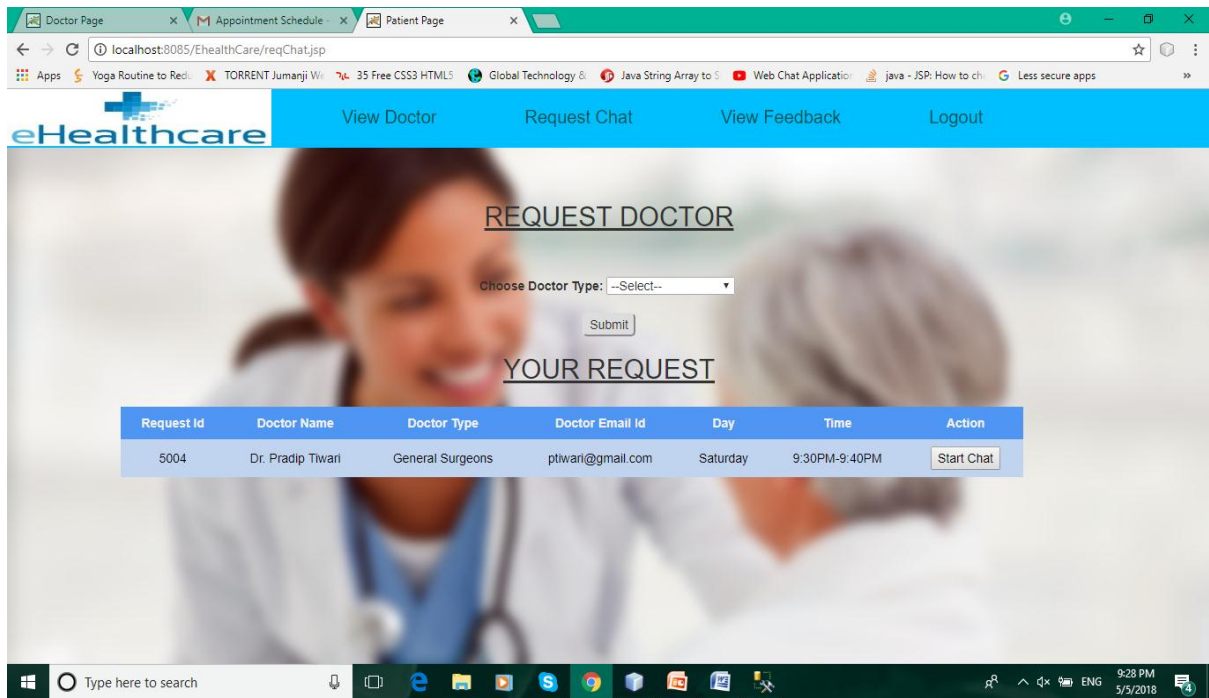 Doctor Page
Appointment Schedule -
Patient Page
localhost:8085/EhealthCare/reqChat.jsp
Apps Yoga Routine to Red TORRENT Jumanji We 35 Free CSS3 HTML5 Global Technology & Java String Array to S Web Chat Application java - JSP: How to ch Less secure apps »
eHealthcare View Doctor Request Chat View Feedback Logout
REQUEST DOCTOR
Choose Doctor Type: --Select--
Submit
YOUR REQUEST
Request Id Doctor Name Doctor Type Doctor Email Id Day Time Action
5004 Dr. Pradip Tiwari General Surgeons ptiwari@gmail.com Saturday 9:30PM-9:40PM Start Chat
Type here to search
ENG
9:28 PM
5/5/2018
4